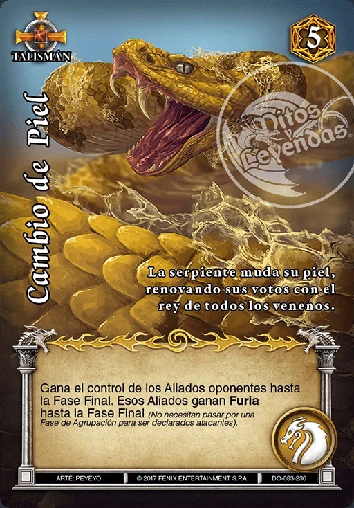 TALISMÁN
5
Mitos y
Leyendas
Cambio de Piel
La serpiente muda su piel,
renovando sus votos con el
rey de todos los venenos.
Gana el control de los Aliados oponentes hasta
la Fase Final. Esos Aliados ganan Furia
hasta la Fase Final (No necesitan pasar por una
Fase de Agrupación para ser declarados atacantes).
ARTE: PEYEYO
© 2017 FENIX ENTERTAINMENT S.PA.